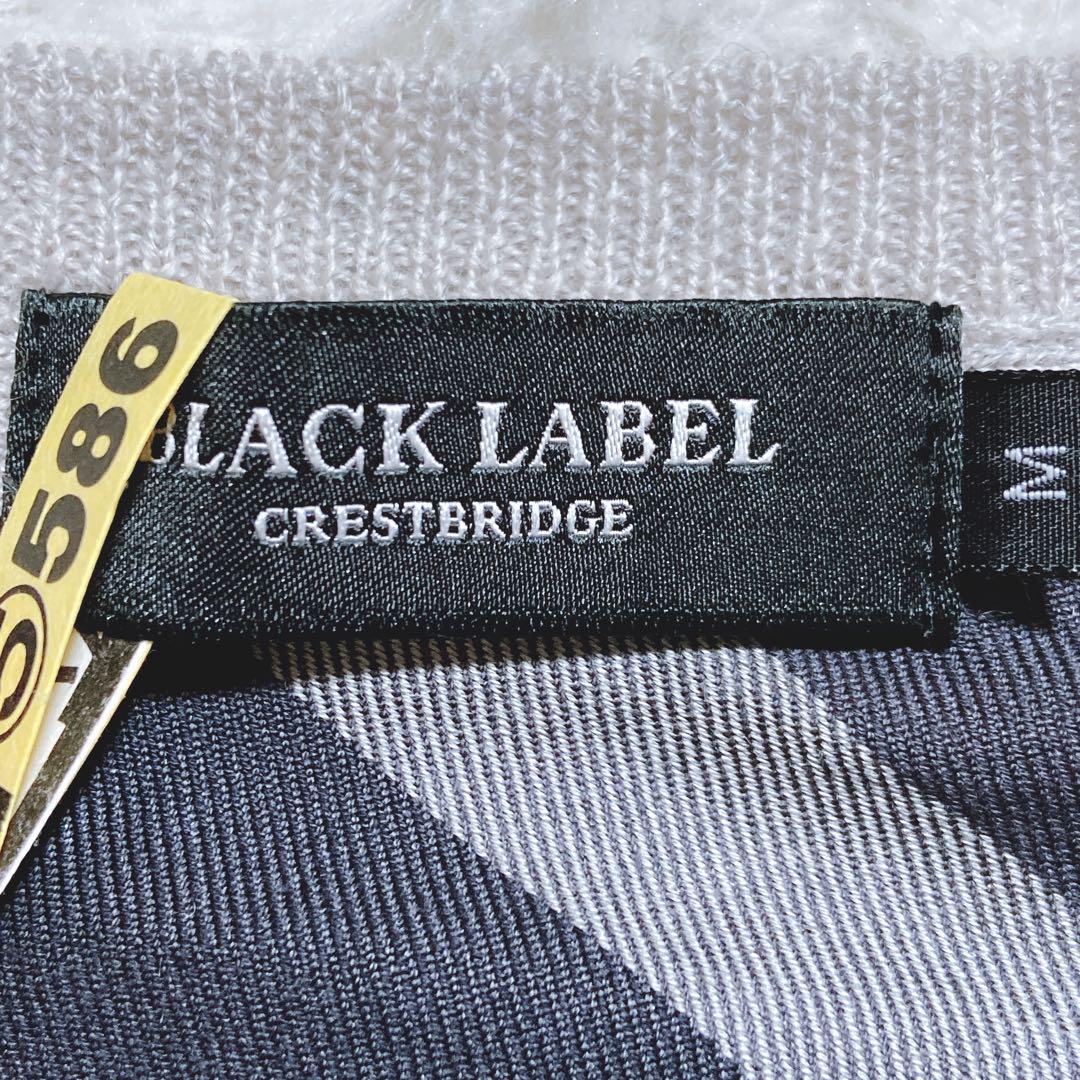 BLACK LABEL
CRESTBRIDGE
M
586